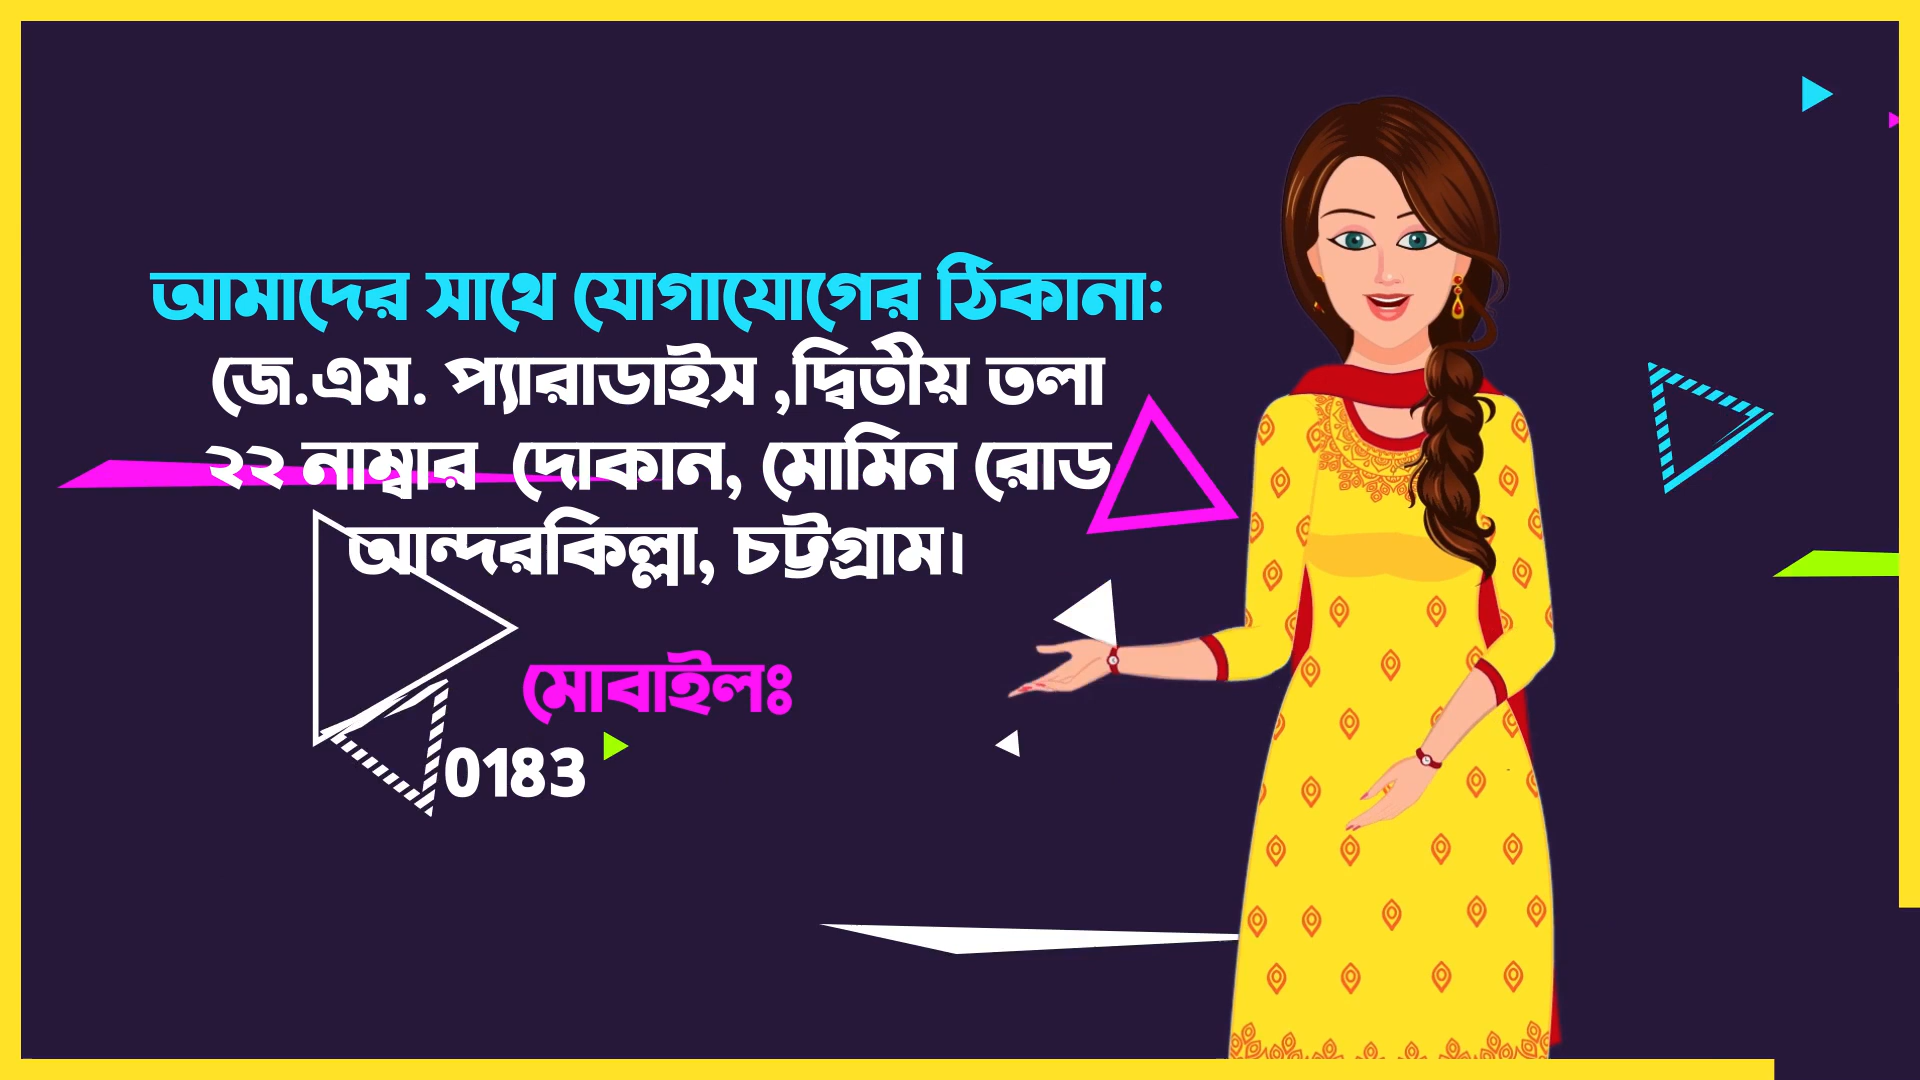 আমাদের সাথে যোগাযোগের ঠিকানা:
জে.এম. প্যারাডাইস ,দ্বিতীয় তলা
২২ নাম্বার দোকান, মোমিন রোড
আন্দরকিল্লা, চট্টগ্রাম।
মোবাইলঃ
0183